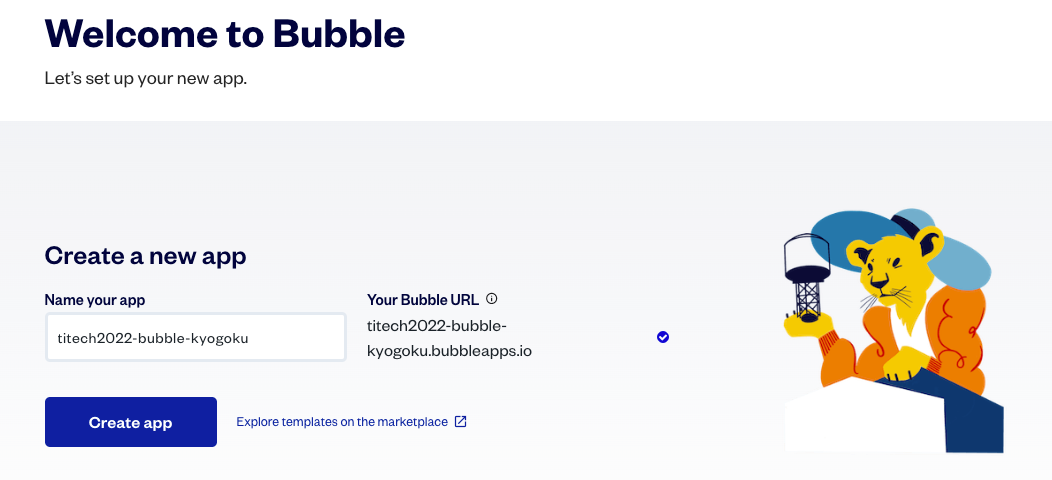 Welcome to Bubble
Let's set up your new app.
Create a new app
Name your app
titech2022-bubble-kyogoku
Your Bubble URL
titech2022-bubble-
kyogoku.bubbleapps.io
Create app
Explore templates on the marketplace